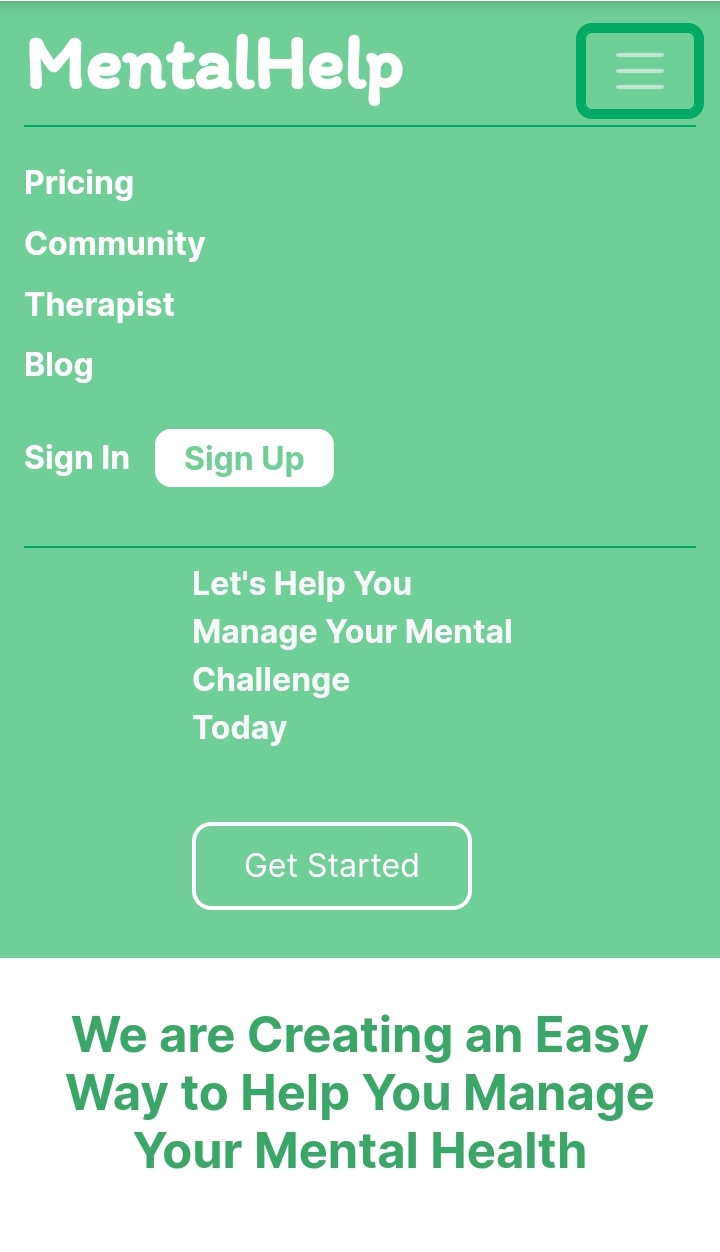 MentalHelp
Pricing
Community
Therapist
Blog
Sign In
Sign Up
Let's Help You
Manage Your Mental
Challenge
Today
Get Started
We are Creating an Easy
Way to Help You Manage
Your Mental Health